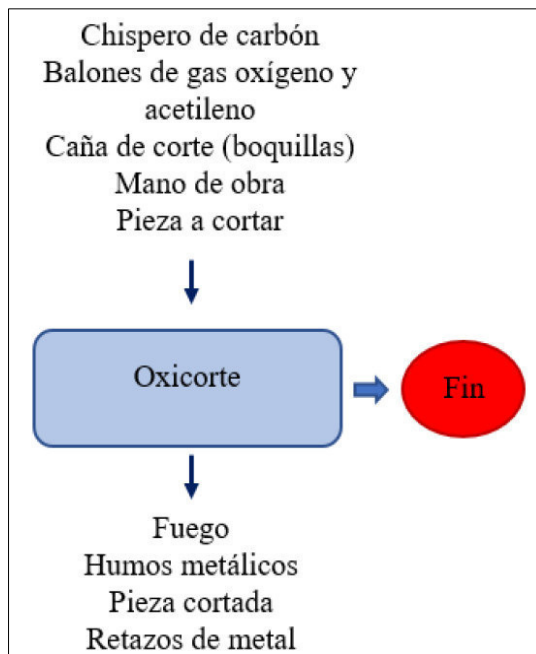 Chispero de carbón
Balones de gas oxígeno y
acetileno
Caña de corte (boquillas)
Mano de obra
Pieza a cortar
Oxicorte
Fin
Fuego
Humos metálicos
Pieza cortada
Retazos de metal